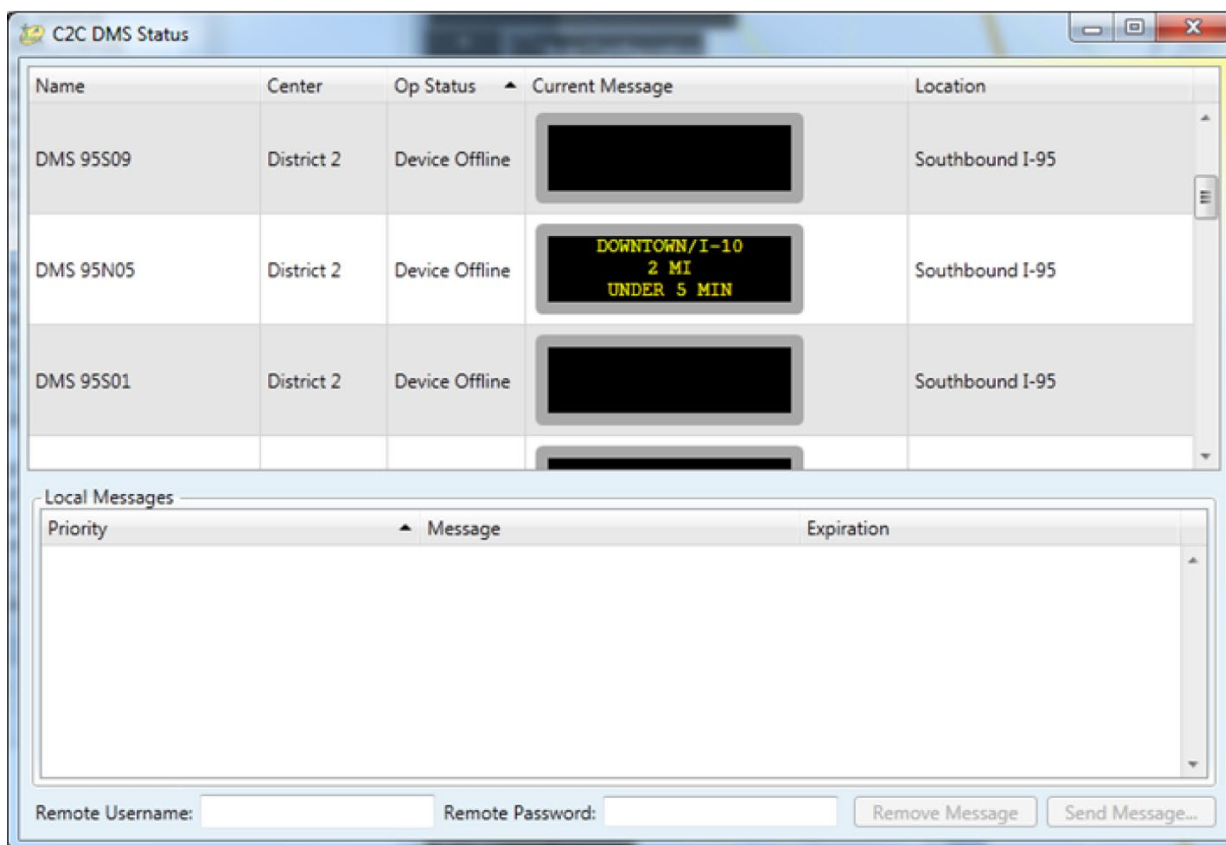 C2C DMS Status
Name Center Op Status Current Message Location
DMS 95S09 District 2 Device Offline Southbound I-95
DMS 95N05 District 2 Device Offline DOWNTOWN/I-10
2 MI
UNDER 5 MIN Southbound I-95
DMS 95S01 District 2 Device Offline Southbound I-95
Local Messages
Priority Message Expiration
Remote Username: Remote Password: Remove Message Send Message...